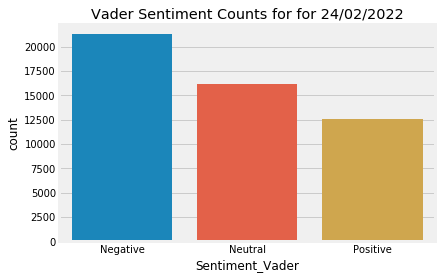 Vader Sentiment Counts for for 24/02/2022
20000
17500
15000
12500
10000
7500
5000
2500
0
count
Negative Neutral Positive
Sentiment_Vader